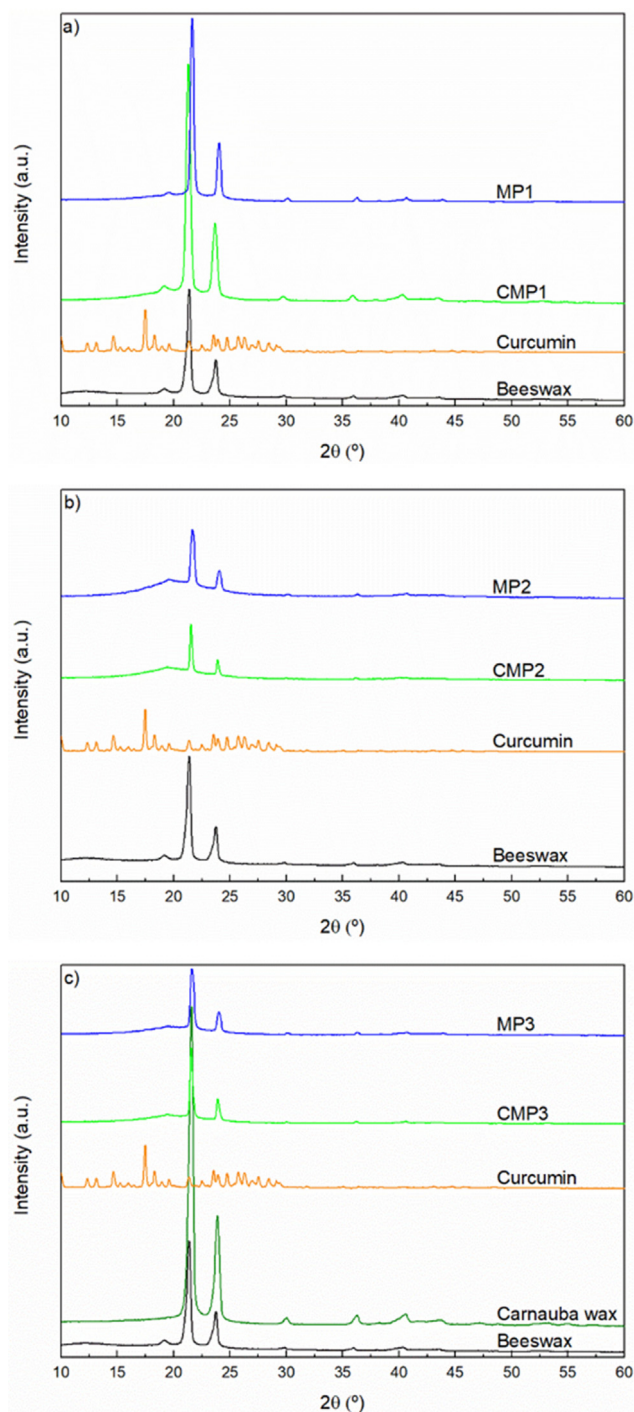 a)
Intensity (a.u.)
MP1
CMP1
Curcumin
Beeswax
10 15 20 25 30 35 40 45 50 55 60
2θ (º)
b)
Intensity (a.u.)
MP2
CMP2
Curcumin
Beeswax
10 15 20 25 30 35 40 45 50 55 60
2θ (º)
c)
Intensity (a.u.)
MP3
CMP3
Curcumin
Carnauba wax
Beeswax
10 15 20 25 30 35 40 45 50 55 60
2θ (º)